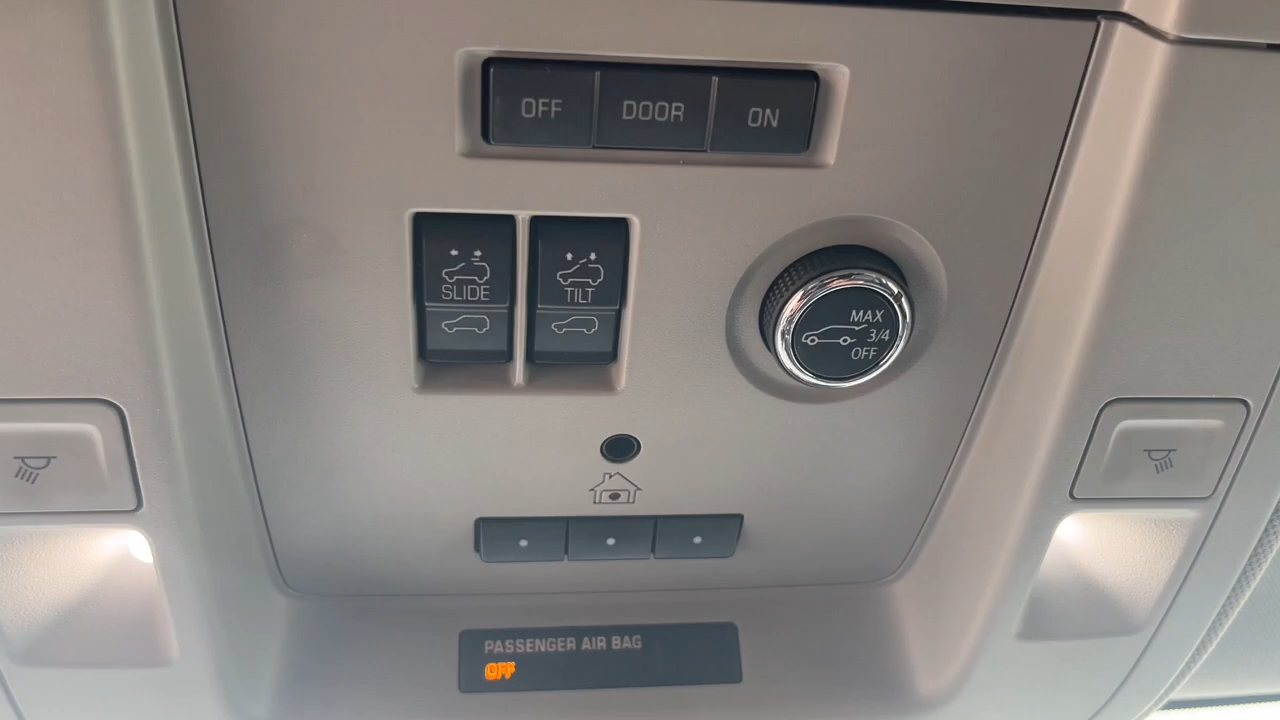 OFF DOOR ON
SLIDE
TILT
MAX
3/4
OFF
PASSENGER AIR BAG
OFF